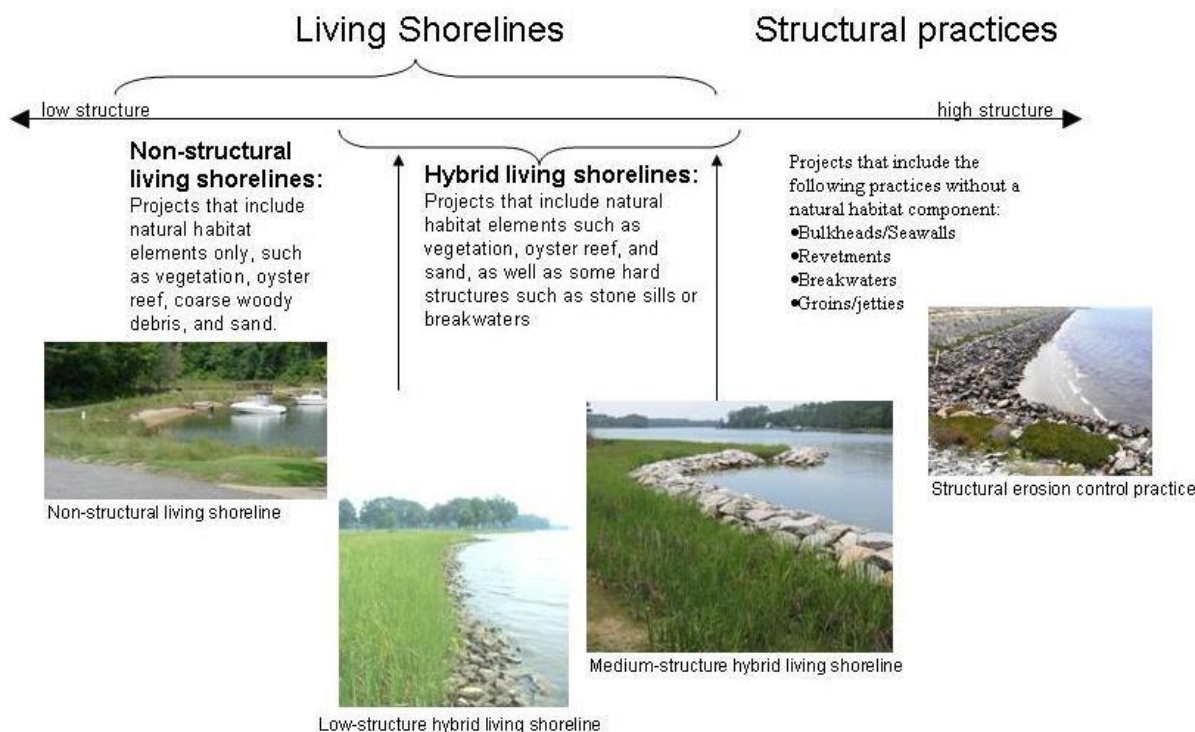 Living Shorelines
Structural practices
low structure
high structure
Non-structural
living shorelines:
Projects that include
natural habitat
elements only, such
as vegetation, oyster
reef, coarse woody
debris, and sand.
Hybrid living shorelines:
Projects that include natural
habitat elements such as
vegetation, oyster reef, and
sand, as well as some hard
structures such as stone sills or
breakwaters
Projects that include the
following practices without a
natural habitat component:
•Bulkheads/Seawalls
•Revetments
•Breakwaters
•Groins/jetties
Non-structural living shoreline
Low-structure hybrid living shoreline
Medium-structure hybrid living shoreline
Structural erosion control practice